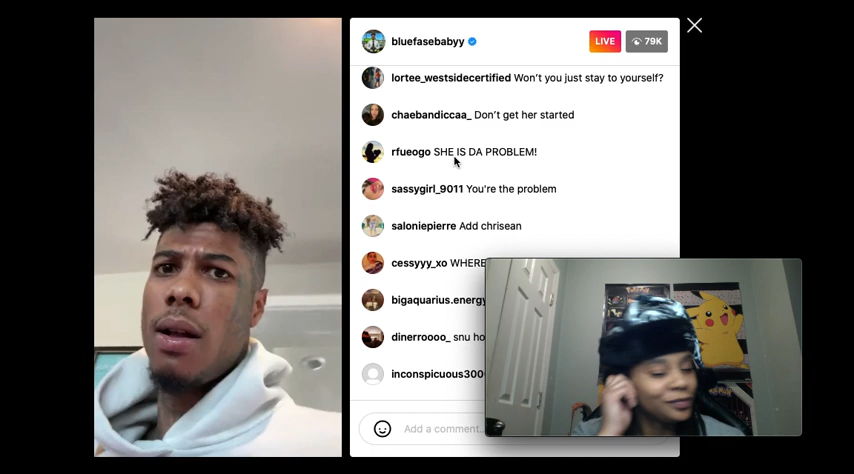 bluefasebabyy
LIVE
79K
lortee_westsidecertified Won’t you just stay to yourself?
chaebandiccaa_ Don’t get her started
rfueogo SHE IS DA PROBLEM!
sassygirl_9011 You're the problem
saloniepierre Add chrisean
cessyyy_xo WHERE
bigaquarius.energy
dinerroooo_ snu ho
inconspicuous300
Add a comment...